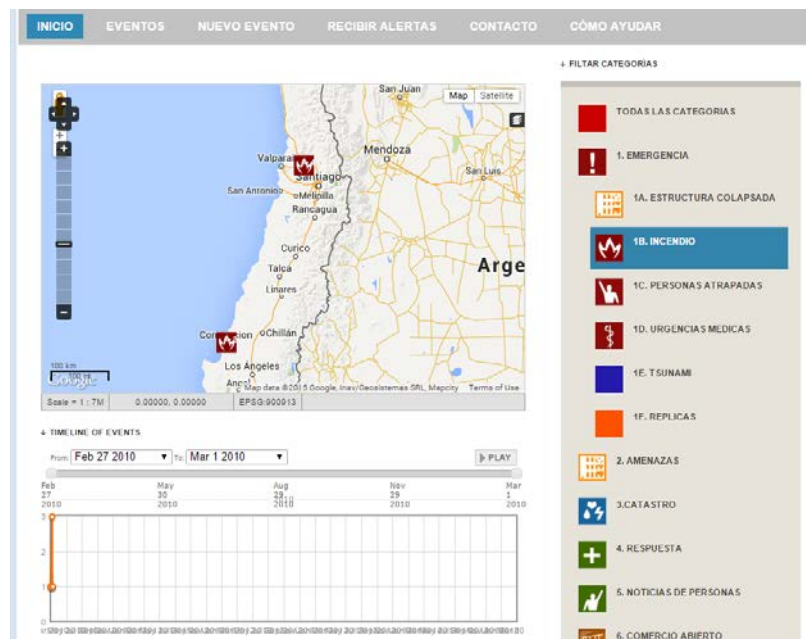 INICIO EVENTOS NUEVO EVENTO RECIBIR ALERTAS CONTACTO CÓMO AYUDAR
↓ FILTAR CATEGORÍAS
San Juan
Map Satellite
Mendoza
Valparaí
San Luis
Santiago
San Antonio
Melipilla
Rancagua
Curico
Talca
Linares
Arge
Chillán
Los Angeles
100 km
100 mi
Google
Map data ©2015 Google, Inav/Geosistemas SRL, Mapcity Terms of Use
Scale = 1 : 7M 0.00000, 0.00000 EPSG:900913
TODAS LAS CATEGORIAS
1. EMERGENCIA
1A. ESTRUCTURA COLAPSADA
1B. INCENDIO
1C. PERSONAS ATRAPADAS
1D. URGENCIAS MEDICAS
1E. TSUNAMI
1F. REPLICAS
2. AMENAZAS
3.CATASTRO
4. RESPUESTA
5. NOTICIAS DE PERSONAS
6. COMERCIO ABIERTO
↓ TIMELINE OF EVENTS
From: Feb 27 2010 To: Mar 1 2010 PLAY
Feb May Aug Nov Mar
27 30 29 29 1
2010 2010 2010 2010 2010
3
2
1
0